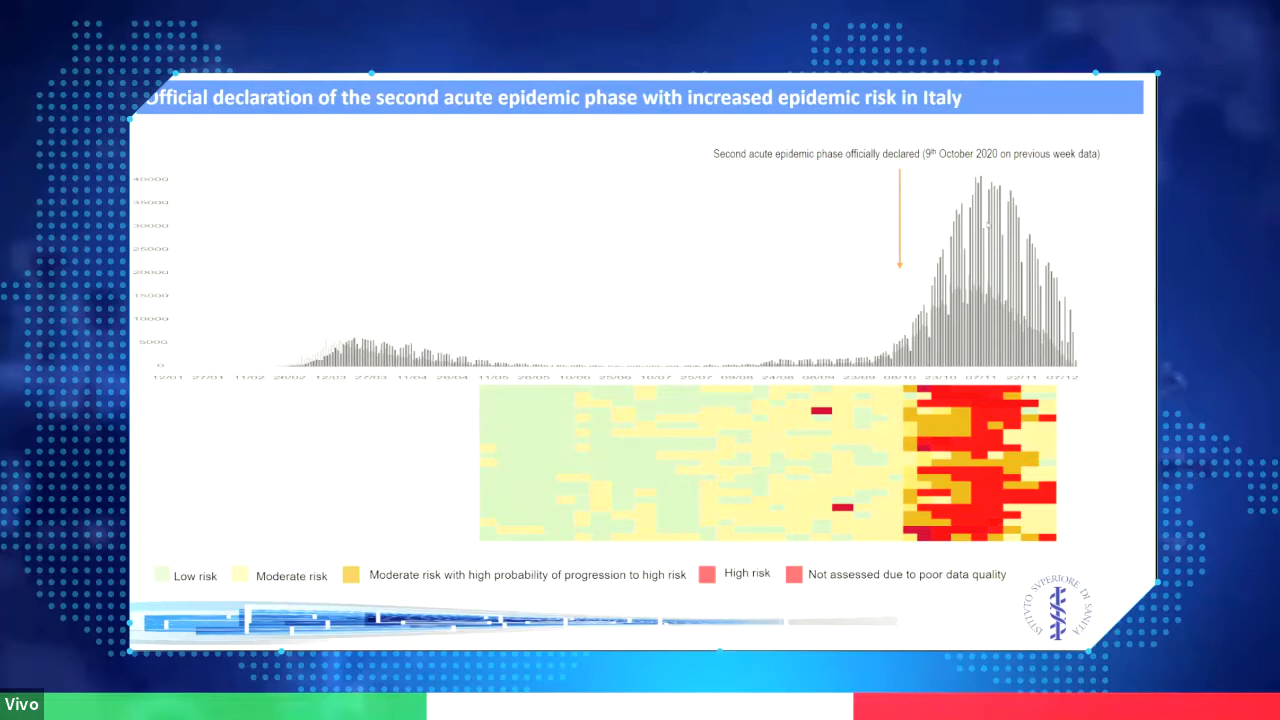 Official declaration of the second acute epidemic phase with increased epidemic risk in Italy
Second acute epidemic phase officially declared (9th October 2020 on previous week data)
40000
35000
30000
25000
20000
15000
10000
5000
0
12/01 27/01 11/02 26/02 12/03 27/03 11/04 26/04 11/05 26/05 10/06 25/06 10/07 25/07 09/08 24/08 08/09 23/09 08/10 23/10 07/11 22/11 07/12
Low risk
Moderate risk
Moderate risk with high probability of progression to high risk
High risk
Not assessed due to poor data quality
ISTITVTO SVPERIORE DI SANITÀ
Vivo